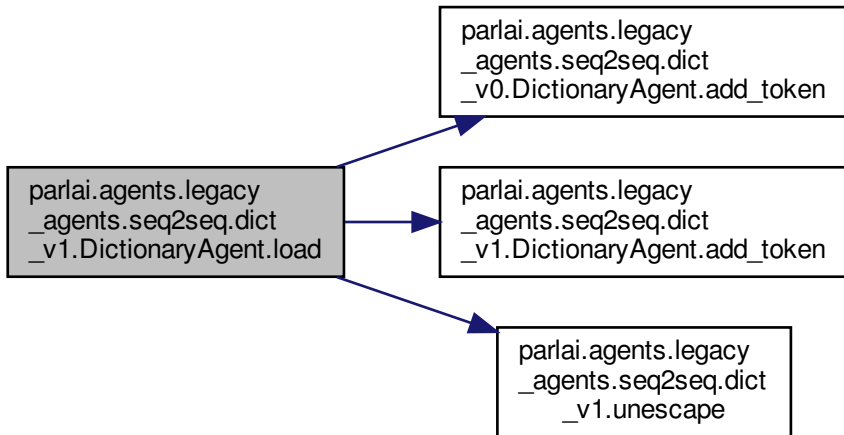 parlai.agents.legacy
_agents.seq2seq.dict
_v0.DictionaryAgent.add_token
parlai.agents.legacy
_agents.seq2seq.dict
_v1.DictionaryAgent.load
parlai.agents.legacy
_agents.seq2seq.dict
_v1.DictionaryAgent.add_token
parlai.agents.legacy
_agents.seq2seq.dict
_v1.unescape